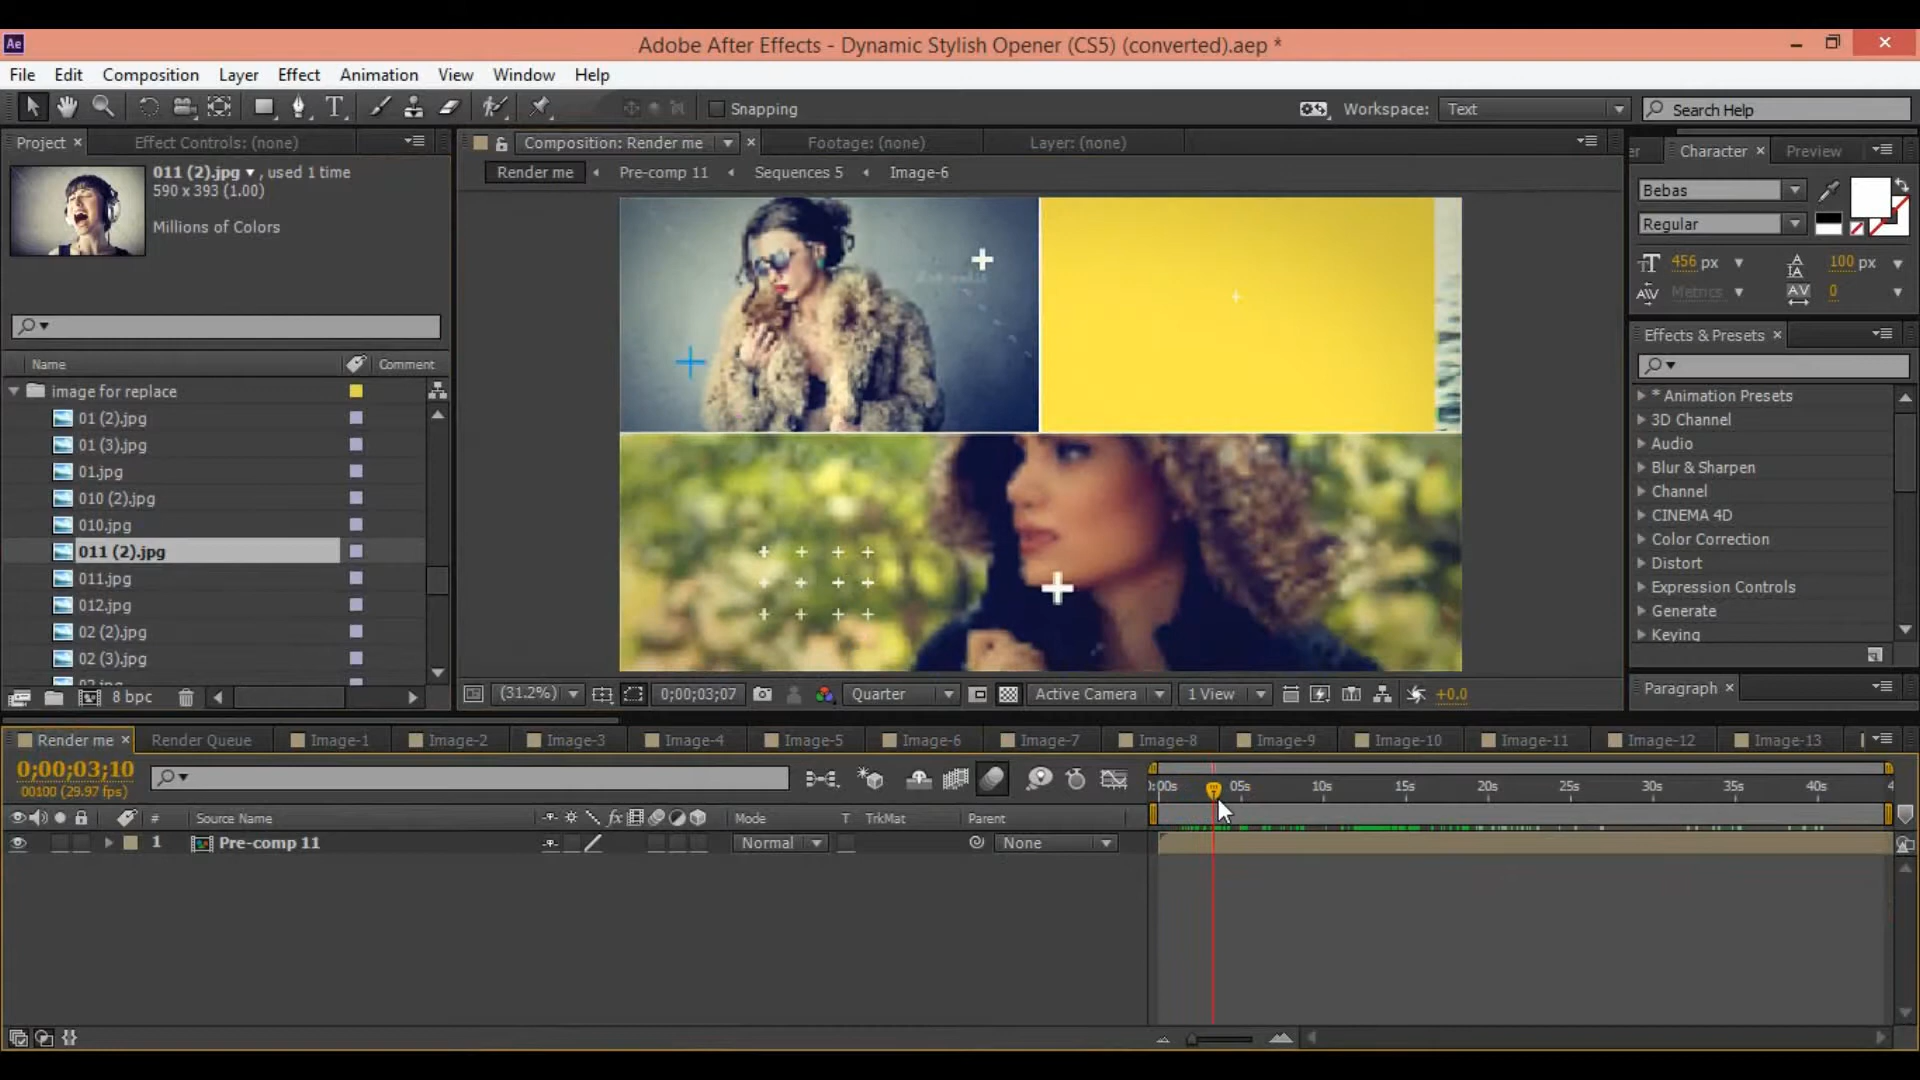 Ae
Adobe After Effects - Dynamic Stylish Opener (CS5) (converted).aep *
File Edit Composition Layer Effect Animation View Window Help
T Snapping Workspace: Text Search Help
Project × Effect Controls: (none) Composition: Render me × Footage: (none) Layer: (none) Character × Preview
011 (2).jpg ▼ , used 1 time
590 x 393 (1.00)
Millions of Colors
Render me Pre-comp 11 Sequences 5 Image-6
Bebas
Regular
456 px 100 px
Metrics 0
Name Comment
image for replace
01 (2).jpg
01 (3).jpg
01.jpg
010 (2).jpg
010.jpg
011 (2).jpg
011.jpg
012.jpg
02 (2).jpg
02 (3).jpg
8 bpc
Effects & Presets ×
* Animation Presets
3D Channel
Audio
Blur & Sharpen
Channel
CINEMA 4D
Color Correction
Distort
Expression Controls
Generate
Keying
Paragraph ×
(31.2%) 0;00;03;07 Quarter Active Camera 1 View +0.0
Render me × Render Queue Image-1 Image-2 Image-3 Image-4 Image-5 Image-6 Image-7 Image-8 Image-9 Image-10 Image-11 Image-12 Image-13
0;00;03;10
00100 (29.97 fps)
:00s 05s 10s 15s 20s 25s 30s 35s 40s 4
# Source Name fx Mode T TrkMat Parent
1 Pre-comp 11 Normal None